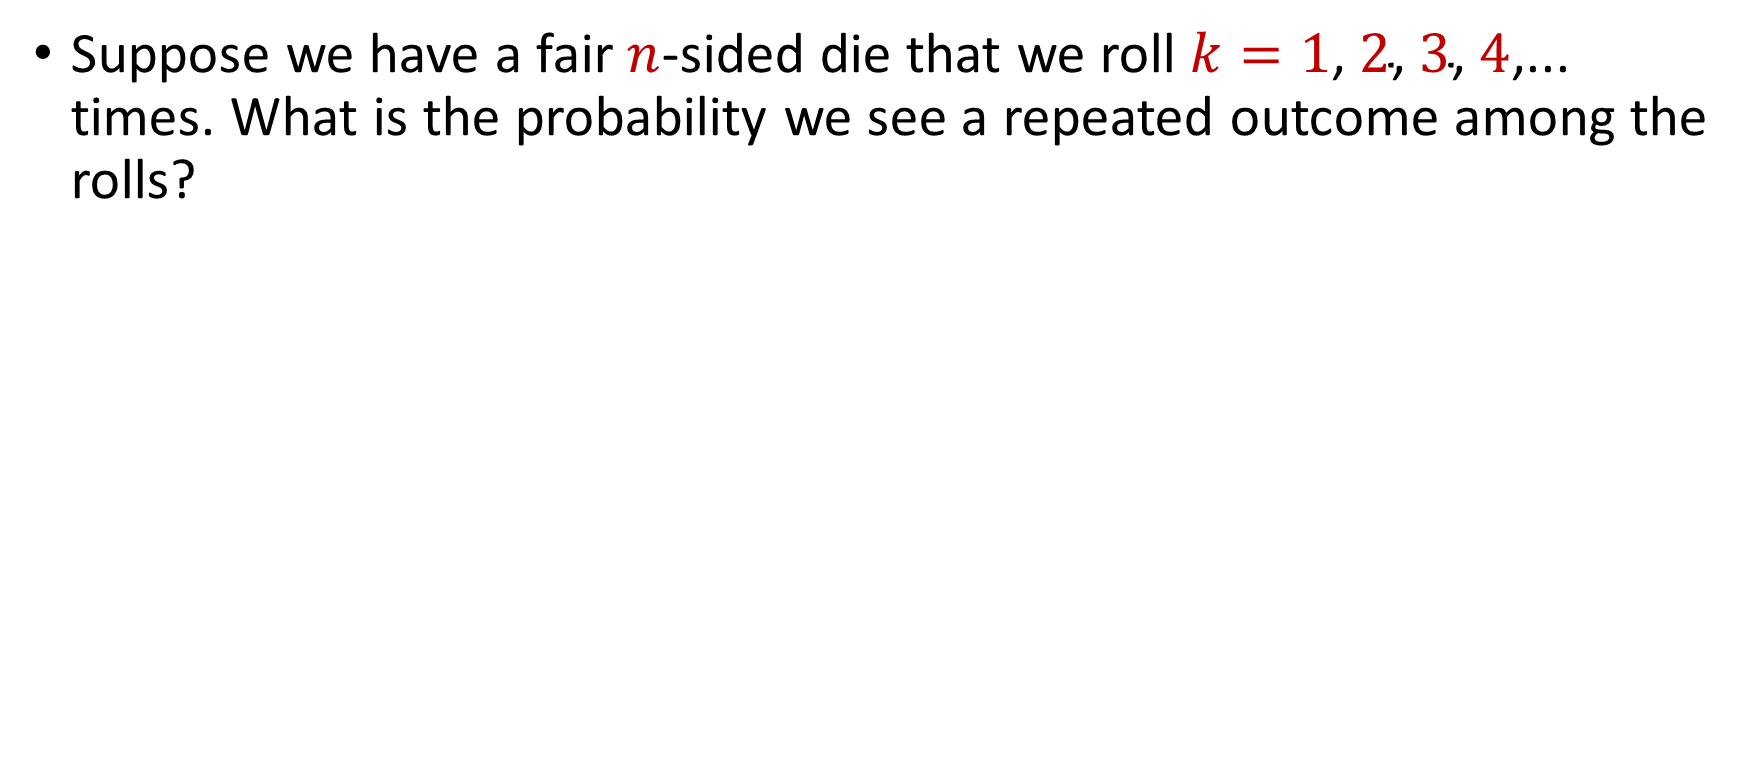 • Suppose we have a fair n-sided die that we roll k = 1, 2, 3, 4,...
times. What is the probability we see a repeated outcome among the
rolls?